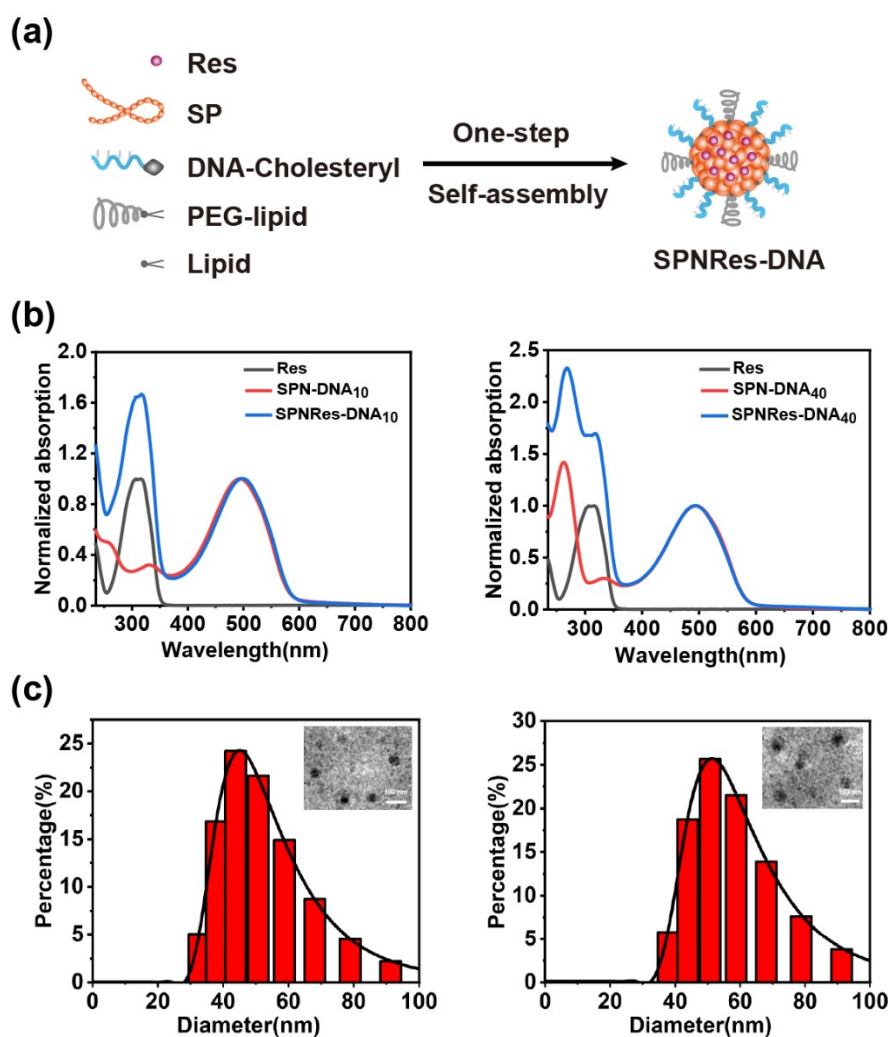 (a)
Res
SP
DNA-Cholesteryl
PEG-lipid
Lipid
One-step
Self-assembly
SPNRes-DNA
(b)
Normalized absorption
2.0
1.6
1.2
0.8
0.4
0.0
Res
SPN-DNA10
SPNRes-DNA10
300 400 500 600 700 800
Wavelength(nm)
Normalized absorption
2.5
2.0
1.5
1.0
0.5
0.0
Res
SPN-DNA40
SPNRes-DNA40
300 400 500 600 700 800
Wavelength(nm)
(c)
Percentage(%)
25
20
15
10
5
0
100 nm
0 20 40 60 80 100
Diameter(nm)
Percentage(%)
30
25
20
15
10
5
0
100 nm
0 20 40 60 80 100
Diameter(nm)